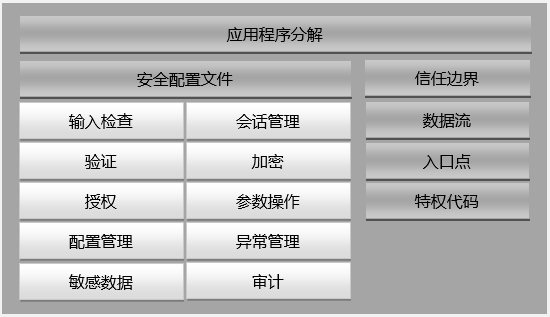 应用程序分解
安全配置文件
信任边界
输入检查
会话管理
数据流
验证
加密
入口点
授权
参数操作
特权代码
配置管理
异常管理
敏感数据
审计